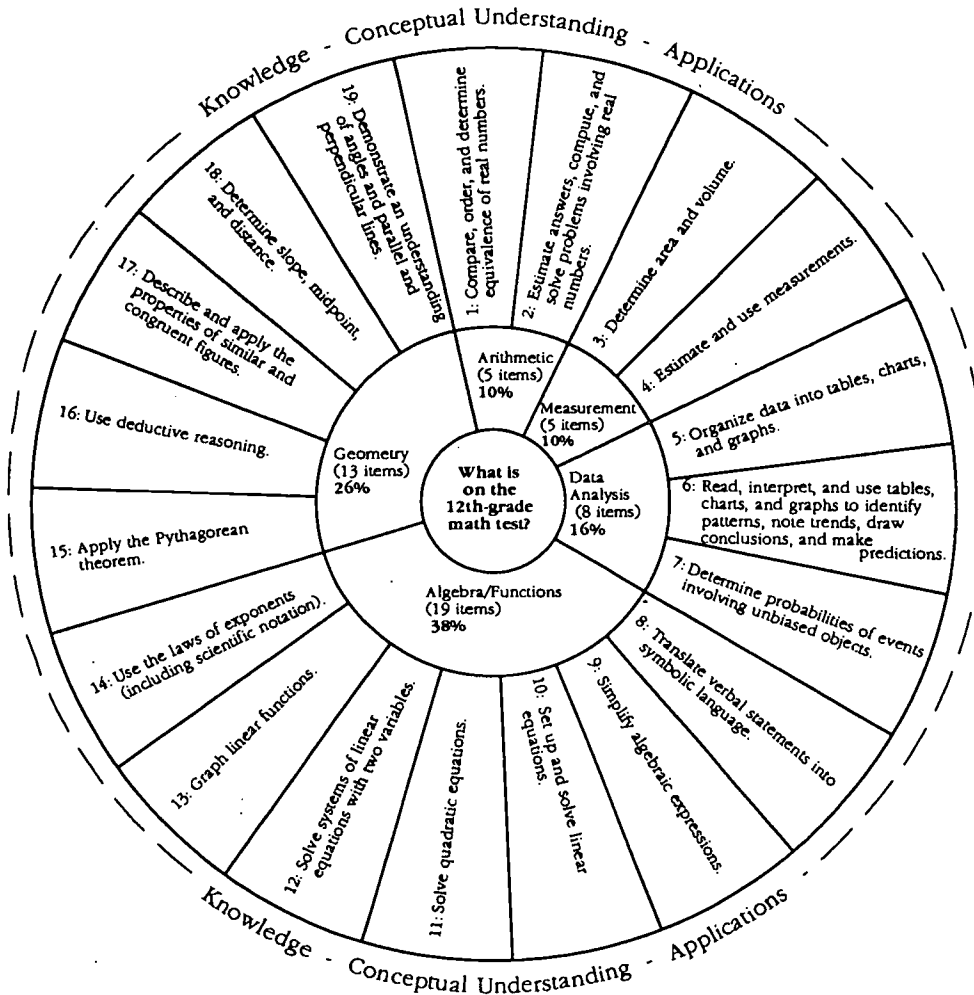 Knowledge - Conceptual Understanding - Applications
1: Compare, order, and determine
equivalence of real numbers.
2: Estimate answers, compute, and
solve problems involving real
numbers.
3: Determine area and volume.
4: Estimate and use measurements.
5: Organize data into tables, charts,
and graphs.
6: Read, interpret, and use tables,
charts, and graphs to identify
patterns, note trends, draw
conclusions, and make
predictions.
7: Determine probabilities of events
involving unbiased objects.
8: Translate verbal statements into
symbolic language.
9: Simplify algebraic expressions.
10: Set up and solve linear
equations.
11: Solve quadratic equations.
12: Solve systems of linear
equations with two variables.
13: Graph linear functions.
14: Use the laws of exponents
(including scientific notation).
15: Apply the Pythagorean
theorem.
16: Use deductive reasoning.
17: Describe and apply the
properties of similar and
congruent figures.
18: Determine slope, midpoint,
and distance.
19: Demonstrate an understanding
of angles and parallel and
perpendicular lines.
Arithmetic
(5 items)
10%
Measurement
(5 items)
10%
Data
Analysis
(8 items)
16%
Algebra/Functions
(19 items)
38%
Geometry
(13 items)
26%
What is
on the
12th-grade
math test?
Knowledge - Conceptual Understanding - Applications